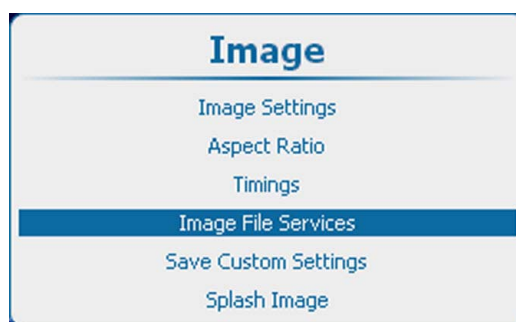 Image
Image Settings
Aspect Ratio
Timings
Image File Services
Save Custom Settings
Splash Image